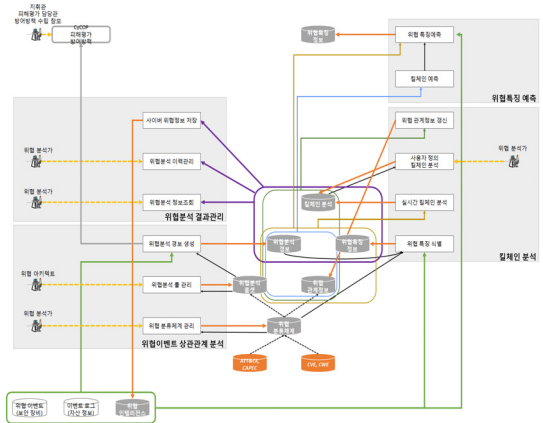 지휘관
피해평가 담당관
방어방책 수립 참모
CyCOP
피해평가
방어방책
위협특징
정보
위협 특징예측
킬체인 예측
위협특징 예측
사이버 위협정보 저장
위협 분석가
위협분석 이력관리
위협 분석가
위협분석 정보조회
위협분석 결과관리
위협 관계정보 갱신
사용자 정의
킬체인 분석
위협 분석가
실시간 킬체인 분석
위협 특징 식별
킬체인 분석
킬체인 분석
위협분석
정보
위협특징
정보
위협분석 경보 생성
위협 아키텍트
위협분석 룰 관리
위협 분석가
위협 분류체계 관리
위협이벤트 상관관계 분석
위협분석
위협
관계정보
위협
분류체계
ATT&CK,
CAPEC
CVE, CWE
위협 이벤트
(보안 장비)
이벤트 로그
(자산 정보)
위협
인텔리전스